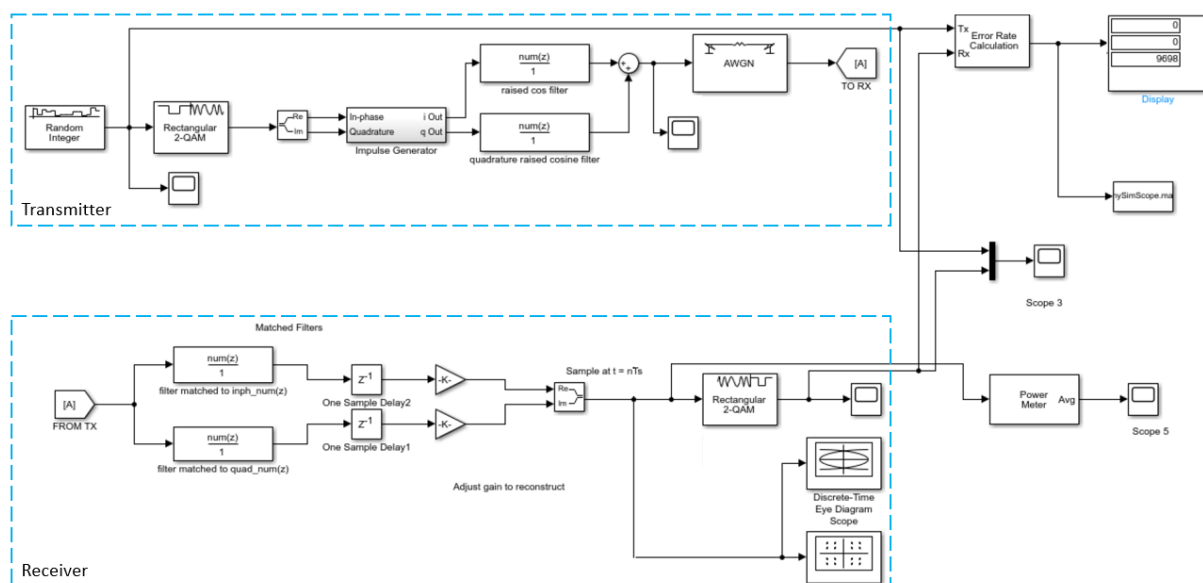 Tx
Rx
Error Rate
Calculation
0
0
9698
Display
num(z)
1
raised cos filter
+
+
AWGN
[A]
TO RX
Random
Integer
Rectangular
2-QAM
Re
Im
In-phase
Quadrature
i Out
q Out
Impulse Generator
num(z)
1
quadrature raised cosine filter
Transmitter
nySimScope.ma
Scope 3
Matched Filters
[A]
FROM TX
num(z)
1
filter matched to inph_num(z)
Z-1
One Sample Delay2
-K-
Sample at t = nTs
Re
Im
Rectangular
2-QAM
Power
Meter
Avg
Scope 5
num(z)
1
filter matched to quad_num(z)
Z-1
One Sample Delay1
-K-
Adjust gain to reconstruct
Discrete-Time
Eye Diagram
Scope
Receiver